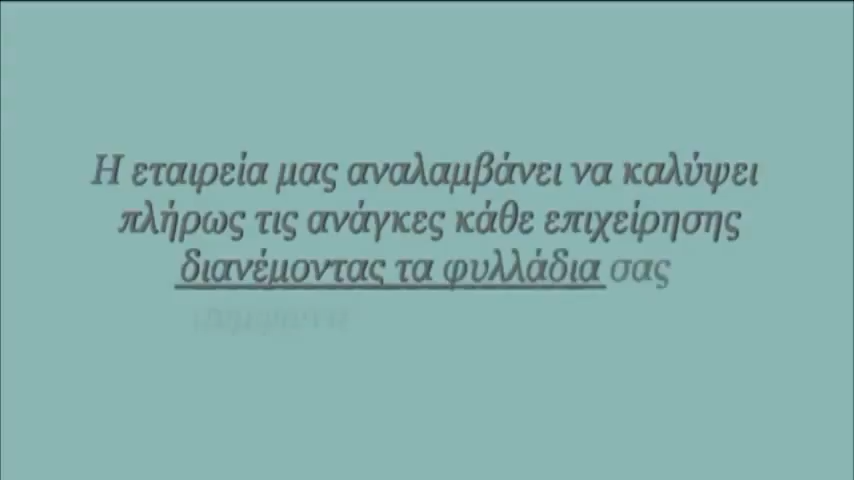 Η εταιρεία μας αναλαμβάνει να καλύψει
πλήρως τις ανάγκες κάθε επιχείρησης
διανέμοντας τα φυλλάδια σας